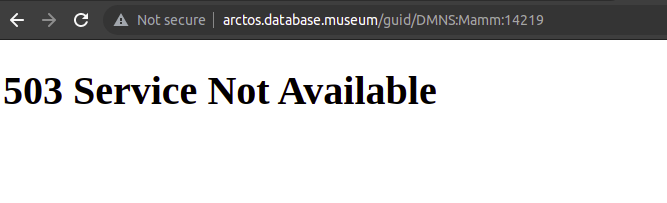 Not secure | arctos.database.museum/guid/DMNS:Mamm:14219
503 Service Not Available